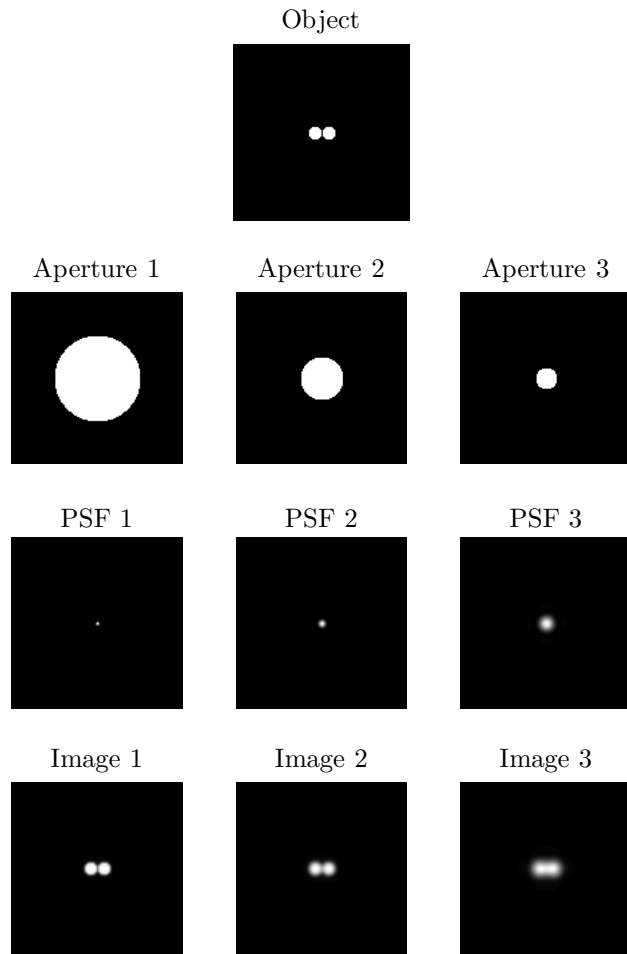 Object
Aperture 1
Aperture 2
Aperture 3
PSF 1
PSF 2
PSF 3
Image 1
Image 2
Image 3